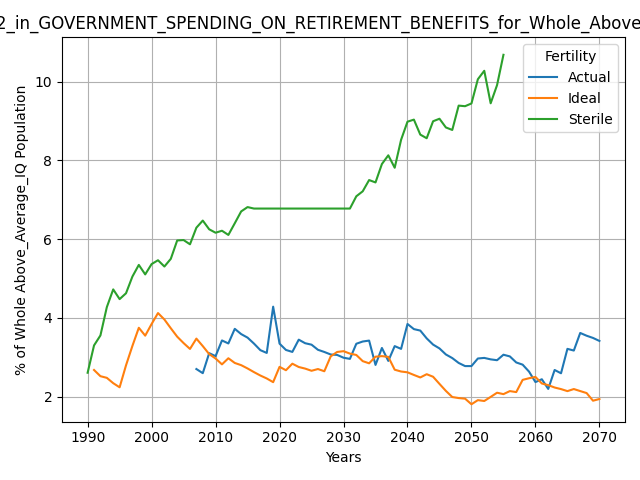 2_in_GOVERNMENT_SPENDING_ON_RETIREMENT_BENEFITS_for_Whole_Above
% of Whole Above_Average_IQ Population
10
8
6
4
2
Fertility
Actual
Ideal
Sterile
1990 2000 2010 2020 2030 2040 2050 2060 2070
Years